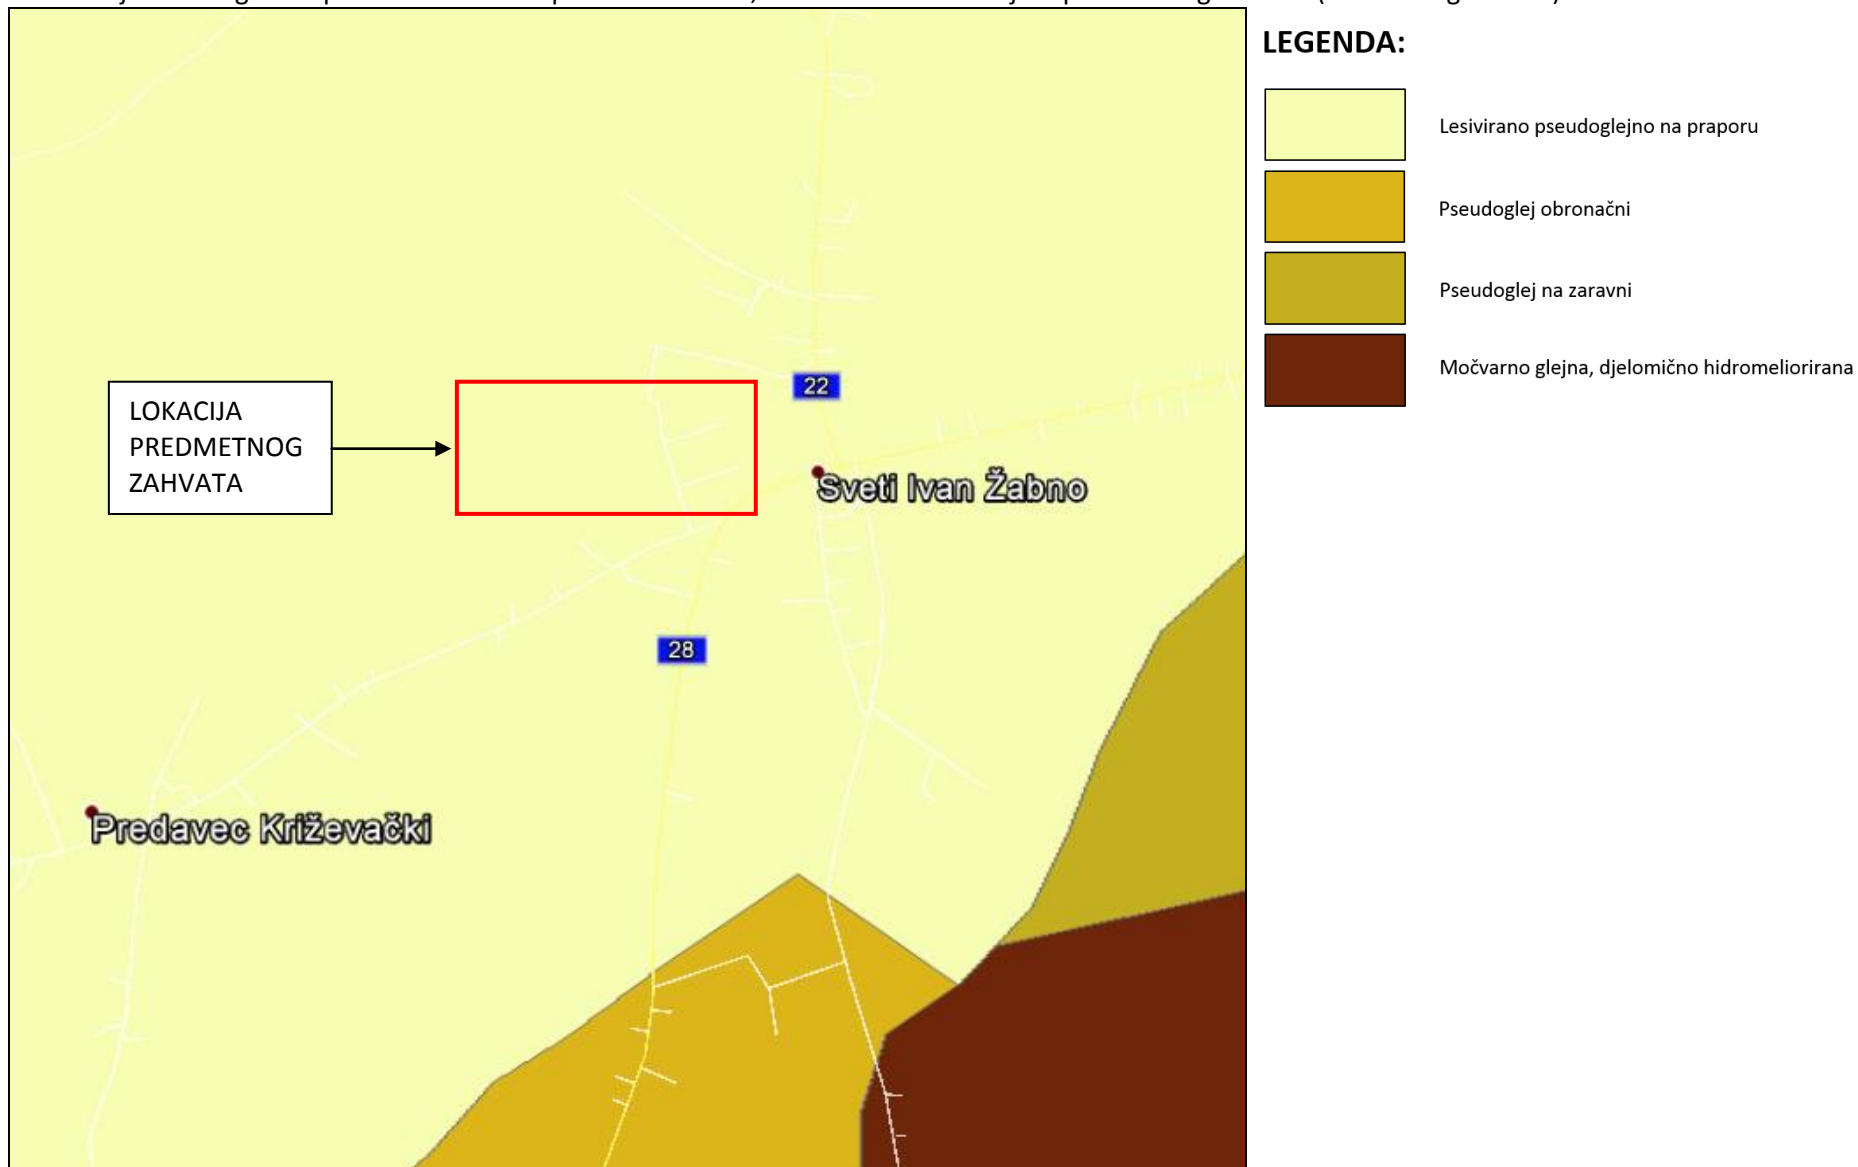 LEGENDA:
Lesivirano pseudoglejno na praporu
Pseudoglej obronačni
Pseudoglej na zaravni
Močvarno glejna, djelomično hidromeliorirana
22
LOKACIJA
PREDMETNOG
ZAHVATA
Sveti Ivan Žabno
28
Predavec Križevački